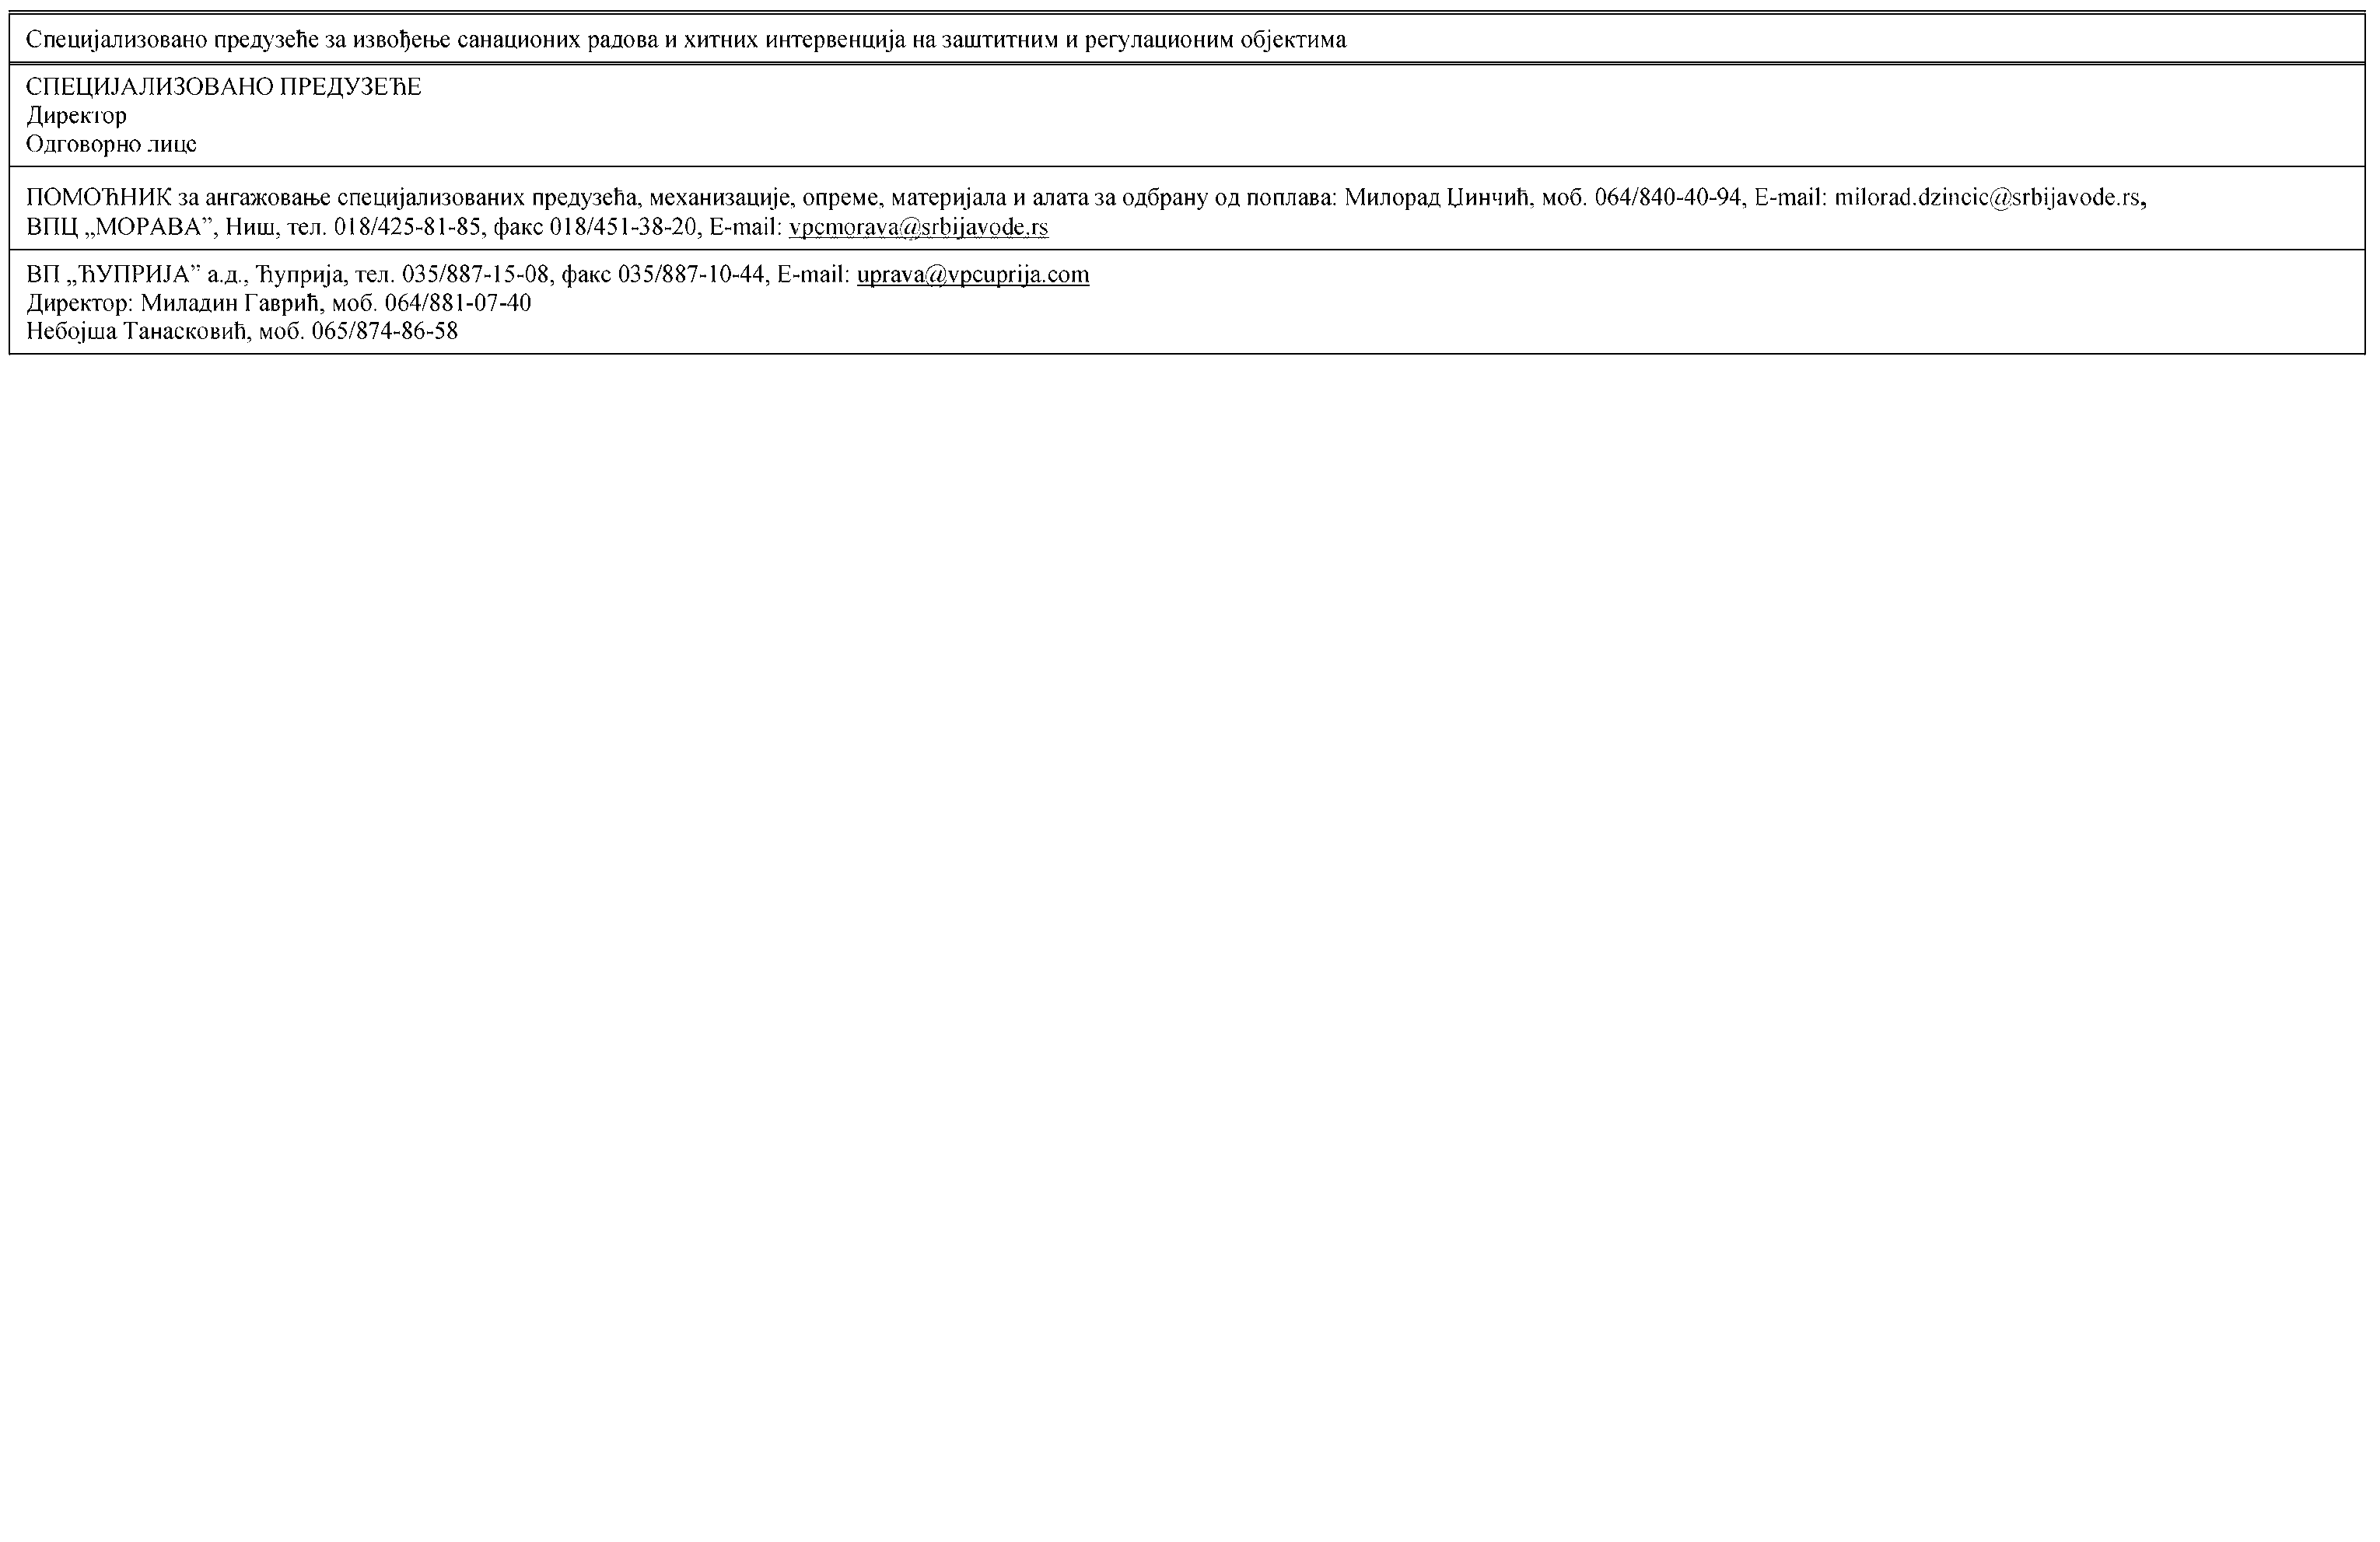 Специјализовано предузеће за извођење санационих радова и хитних интервенција на заштитним и регулационим објектима
СПЕЦИЈАЛИЗОВАНО ПРЕДУЗЕЋЕ
Директор
Одговорно лице
ПОМОЋНИК за ангажовање специјализованих предузећа, механизације, опреме, материјала и алата за одбрану од поплава: Милорад Џинчић, моб. 064/840-40-94, E-mail: milorad.dzincic@srbijavode.rs,
ВПЦ „МОРАВА”, Ниш, тел. 018/425-81-85, факс 018/451-38-20, E-mail: vpcmorava@srbijavode.rs
ВП „ЋУПРИЈА” а.д., Ћуприја, тел. 035/887-15-08, факс 035/887-10-44, E-mail: uprava@vpcuprija.com
Директор: Миладин Гаврић, моб. 064/881-07-40
Небојша Танасковић, моб. 065/874-86-58